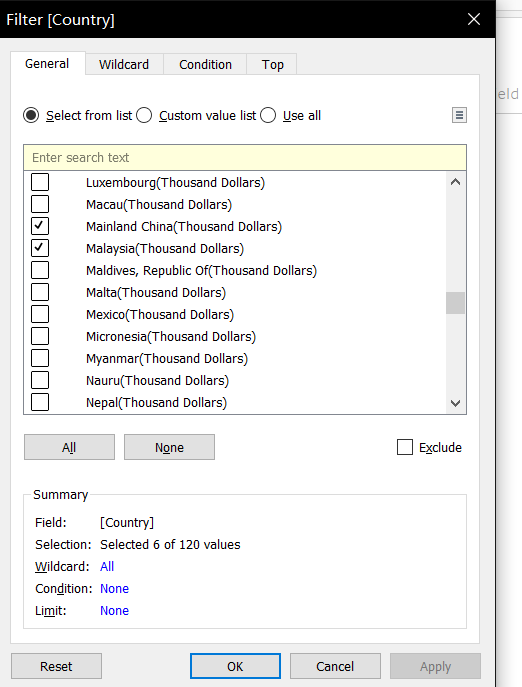 Filter [Country]
General Wildcard Condition Top
eld
Select from list Custom value list Use all
Enter search text
Luxembourg(Thousand Dollars)
Macau(Thousand Dollars)
Mainland China(Thousand Dollars)
Malaysia(Thousand Dollars)
Maldives, Republic Of(Thousand Dollars)
Malta(Thousand Dollars)
Mexico(Thousand Dollars)
Micronesia(Thousand Dollars)
Myanmar(Thousand Dollars)
Nauru(Thousand Dollars)
Nepal(Thousand Dollars)
All None Exclude
Summary
Field: [Country]
Selection: Selected 6 of 120 values
Wildcard: All
Condition: None
Limit: None
Reset OK Cancel Apply